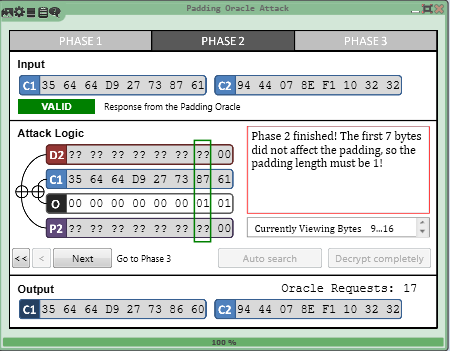 Padding Oracle Attack
PHASE 1 PHASE 2 PHASE 3
Input
C1 35 64 64 D9 27 73 87 61 C2 94 44 07 8E F1 10 32 32
VALID Response from the Padding Oracle
Attack Logic
D2 ?? ?? ?? ?? ?? ?? ?? 00
C1 35 64 64 D9 27 73 87 61
O 00 00 00 00 00 00 01 01
P2 ?? ?? ?? ?? ?? ?? ?? 00
Phase 2 finished! The first 7 bytes
did not affect the padding, so the
padding length must be 1!
Currently Viewing Bytes 9...16
<< < Next Go to Phase 3 Auto search Decrypt completely
Output Oracle Requests: 17
C1 35 64 64 D9 27 73 86 60 C2 94 44 07 8E F1 10 32 32
100 %